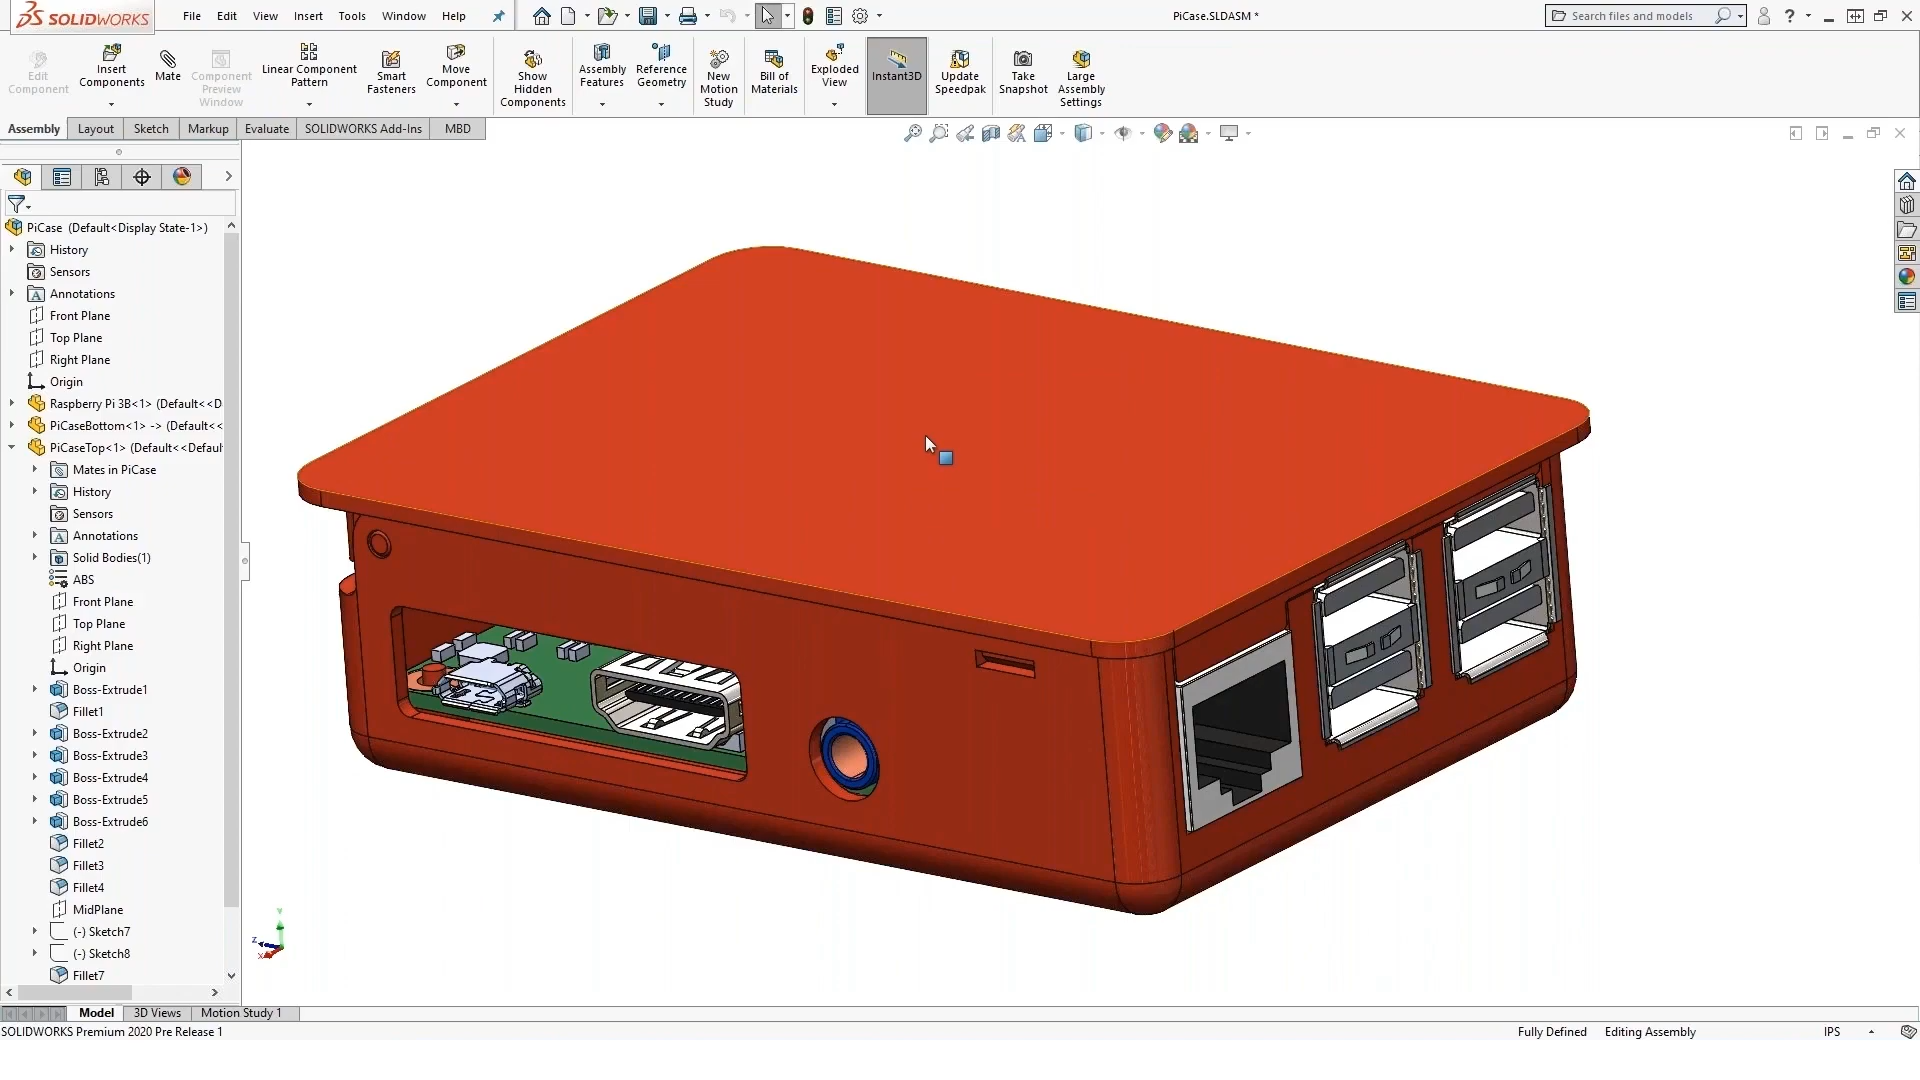 SOLIDWORKS
File Edit View Insert Tools Window Help
PiCase.SLDASM *
Search files and models
Edit Component
Insert Components
Mate
Component Preview Window
Linear Component Pattern
Smart Fasteners
Move Component
Show Hidden Components
Assembly Features
Reference Geometry
New Motion Study
Bill of Materials
Exploded View
Instant3D
Update Speedpak
Take Snapshot
Large Assembly Settings
Assembly Layout Sketch Markup Evaluate SOLIDWORKS Add-Ins MBD
PiCase (Default<Display State-1>)
History
Sensors
Annotations
Front Plane
Top Plane
Right Plane
Origin
Raspberry Pi 3B<1> (Default<<D
PiCaseBottom<1> -> (Default<<
PiCaseTop<1> (Default<<Defaul
Mates in PiCase
History
Sensors
Annotations
Solid Bodies(1)
ABS
Front Plane
Top Plane
Right Plane
Origin
Boss-Extrude1
Fillet1
Boss-Extrude2
Boss-Extrude3
Boss-Extrude4
Boss-Extrude5
Boss-Extrude6
Fillet2
Fillet3
Fillet4
MidPlane
(-) Sketch7
(-) Sketch8
Fillet7
Y
Z
X
Model 3D Views Motion Study 1
SOLIDWORKS Premium 2020 Pre Release 1
Fully Defined Editing Assembly IPS